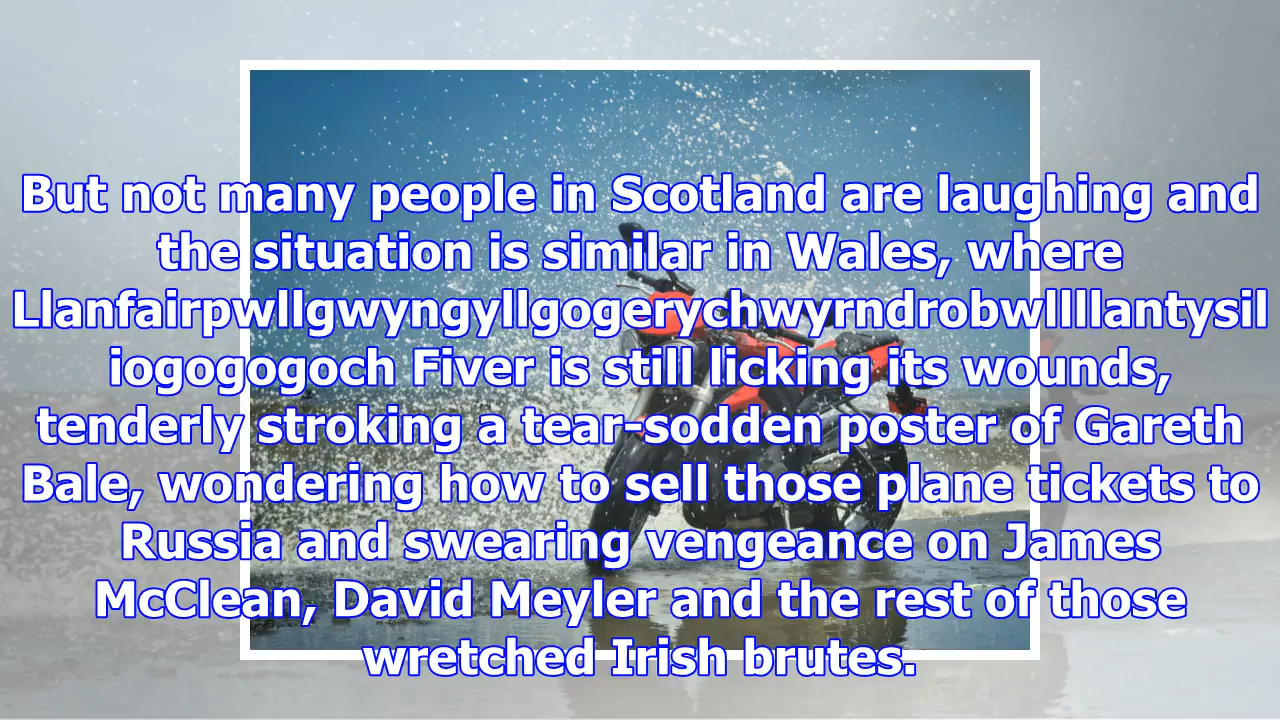 But not many people in Scotland are laughing and
the situation is similar in Wales, where
Llanfairpwllgwyngyllgogerychwyrndrobwllllantysil
iogogogoch Fiver is still licking its wounds,
tenderly stroking a tear-sodden poster of Gareth
Bale, wondering how to sell those plane tickets to
Russia and swearing vengeance on James
McClean, David Meyler and the rest of those
wretched Irish brutes.